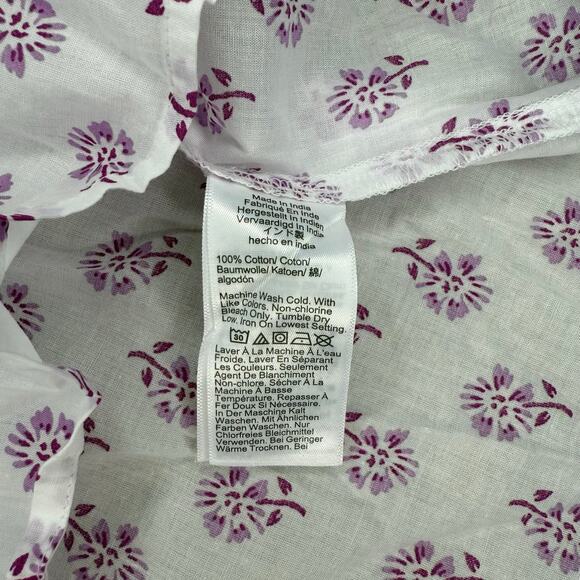 Made In India
Fabriqué En Inde
Hergestellt In Indien
Vervaardigd In India
インド製
hecho en india
100% Cotton/ Coton/
Baumwolle/ Katoen/ 綿/
algodón
Machine Wash Cold. With
Like Colors. Non-chlorine
Bleach Only. Tumble Dry
Low. Iron On Lowest Setting.
30
Laver À La Machine À L'eau
Froide. Laver En Séparant
Les Couleurs. Seulement
Agent De Blanchiment
Non-chlore. Sécher À La
Machine À Basse
Température. Repasser À
Fer Doux Si Nécessaire.
In Der Maschine Kalt
Waschen. Mit Ähnlichen
Farben Waschen. Nur
Chlorfreies Bleichmittel
Verwenden. Bei Geringer
Wärme Trocknen. Bei